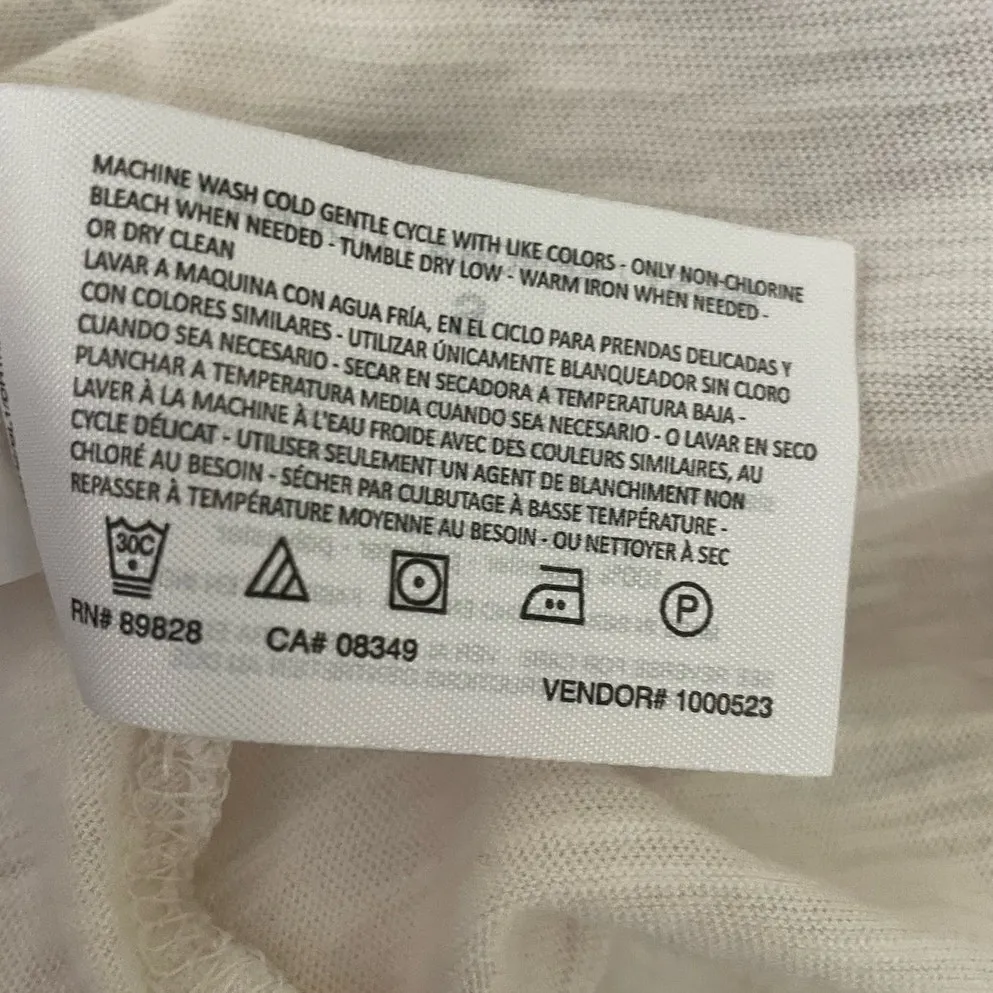 MACHINE WASH COLD GENTLE CYCLE WITH LIKE COLORS - ONLY NON-CHLORINE
BLEACH WHEN NEEDED - TUMBLE DRY LOW - WARM IRON WHEN NEEDED -
OR DRY CLEAN
LAVAR A MAQUINA CON AGUA FRÍA, EN EL CICLO PARA PRENDAS DELICADAS Y
CON COLORES SIMILARES - UTILIZAR ÚNICAMENTE BLANQUEADOR SIN CLORO
CUANDO SEA NECESARIO - SECAR EN SECADORA A TEMPERATURA BAJA -
PLANCHAR A TEMPERATURA MEDIA CUANDO SEA NECESARIO - O LAVAR EN SECO
LAVER À LA MACHINE À L'EAU FROIDE AVEC DES COULEURS SIMILAIRES, AU
CYCLE DÉLICAT - UTILISER SEULEMENT UN AGENT DE BLANCHIMENT NON
CHLORÉ AU BESOIN - SÉCHER PAR CULBUTAGE À BASSE TEMPÉRATURE -
REPASSER À TEMPÉRATURE MOYENNE AU BESOIN - OU NETTOYER À SEC
30C P
RN# 89828 CA# 08349
VENDOR# 1000523